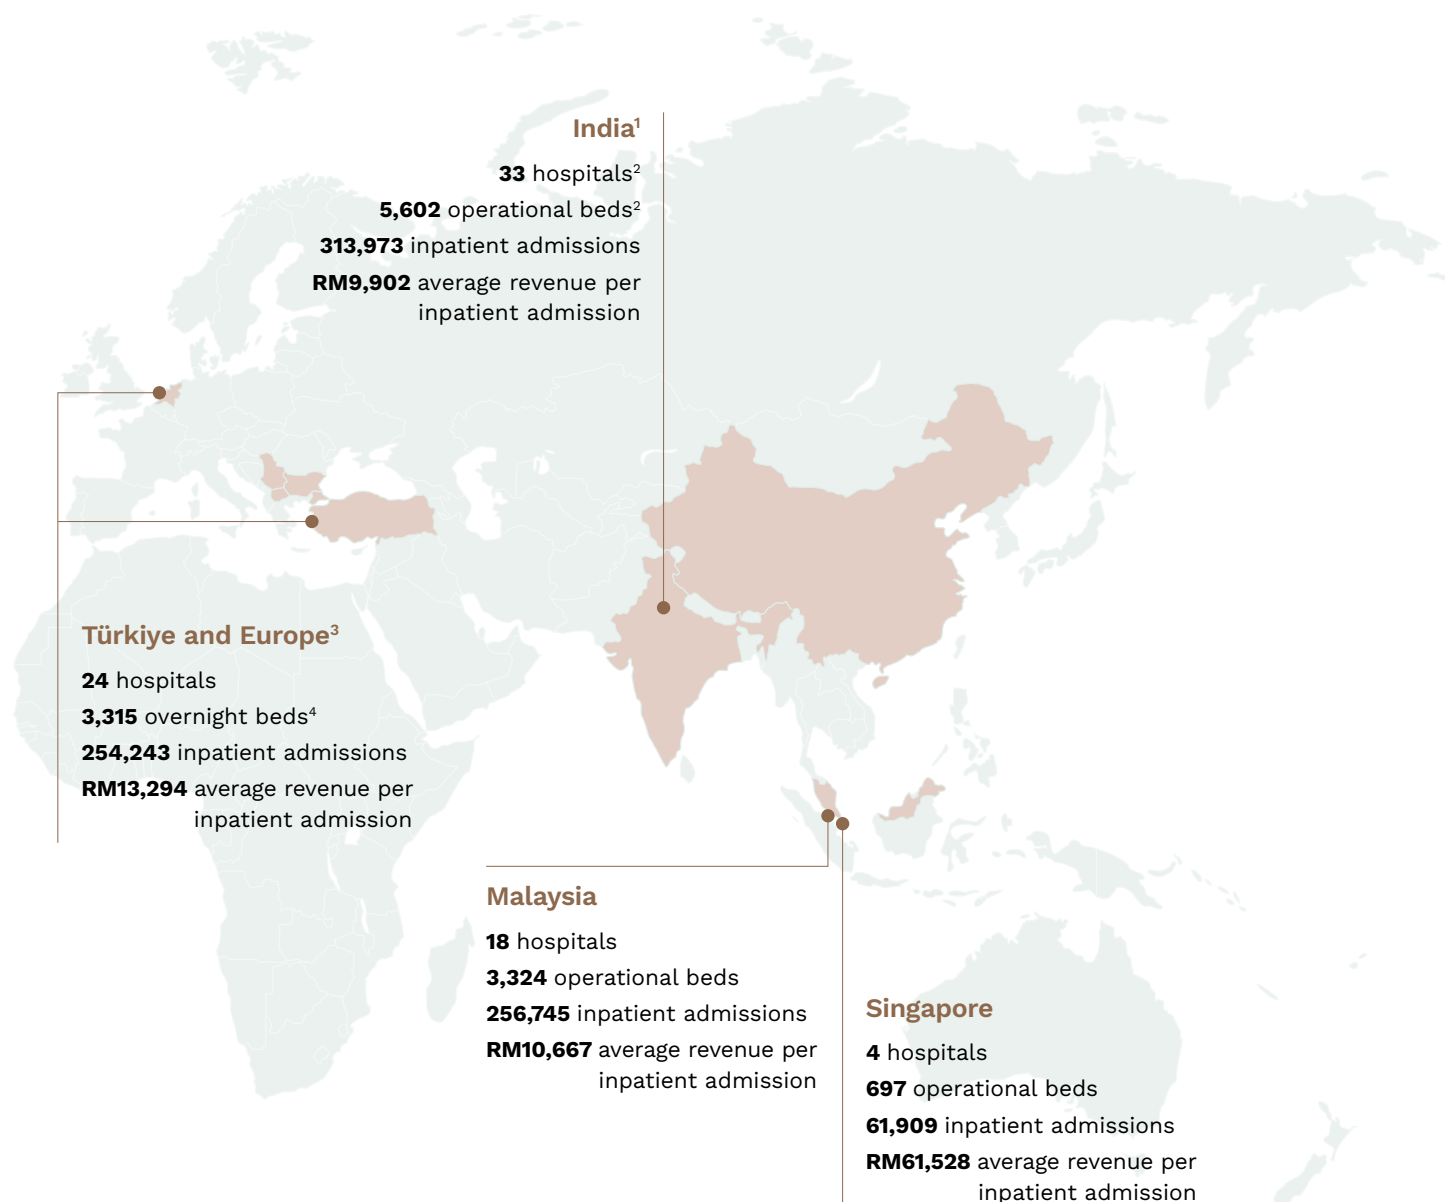 India¹
33 hospitals²
5,602 operational beds²
313,973 inpatient admissions
RM9,902 average revenue per
inpatient admission
Türkiye and Europe³
24 hospitals
3,315 overnight beds⁴
254,243 inpatient admissions
RM13,294 average revenue per
inpatient admission
Malaysia
18 hospitals
3,324 operational beds
256,745 inpatient admissions
RM10,667 average revenue per
inpatient admission
Singapore
4 hospitals
697 operational beds
61,909 inpatient admissions
RM61,528 average revenue per
inpatient admission